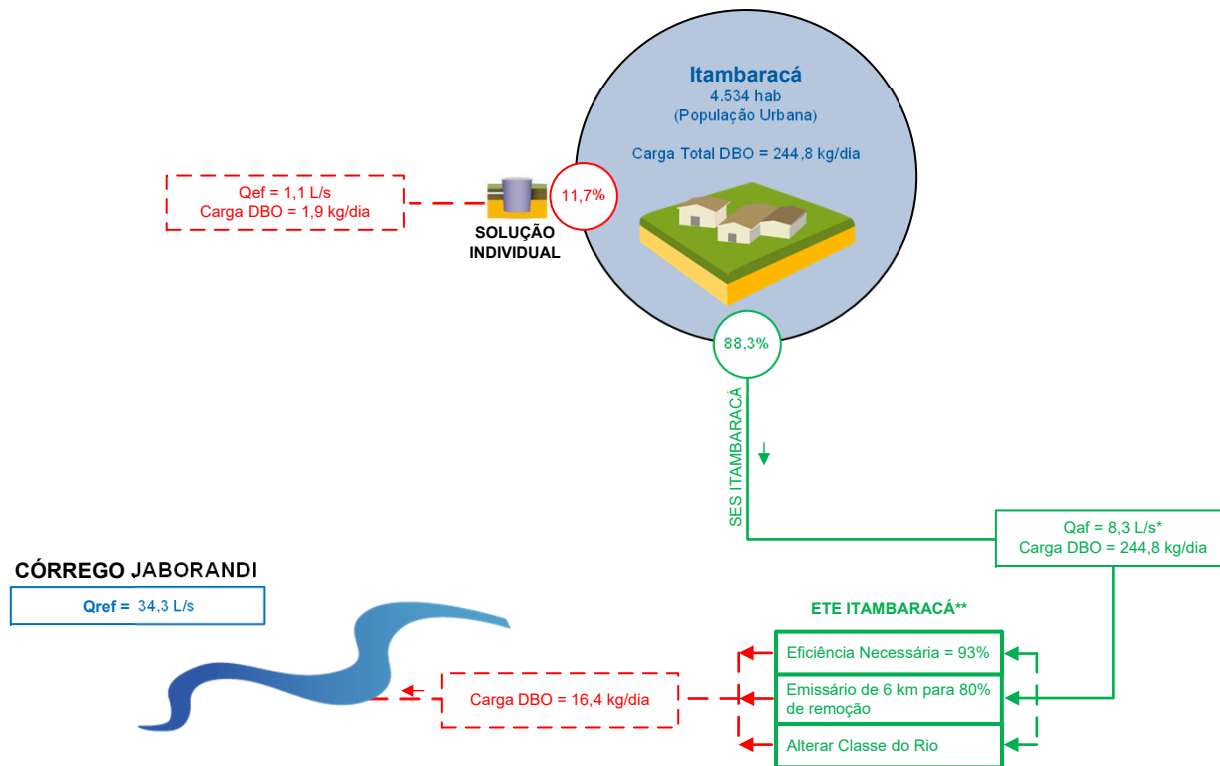 Itambaracá
4.534 hab
(População Urbana)
Carga Total DBO = 244,8 kg/dia
Qef = 1,1 L/s
Carga DBO = 1,9 kg/dia
11,7%
SOLUÇÃO
INDIVIDUAL
88,3%
SES ITAMBARACÁ
Qaf = 8,3 L/s*
Carga DBO = 244,8 kg/dia
CÓRREGO JABORANDI
Qref = 34,3 L/s
ETE ITAMBARACÁ**
Eficiência Necessária = 93%
Emissário de 6 km para 80%
de remoção
Alterar Classe do Rio
Carga DBO = 16,4 kg/dia